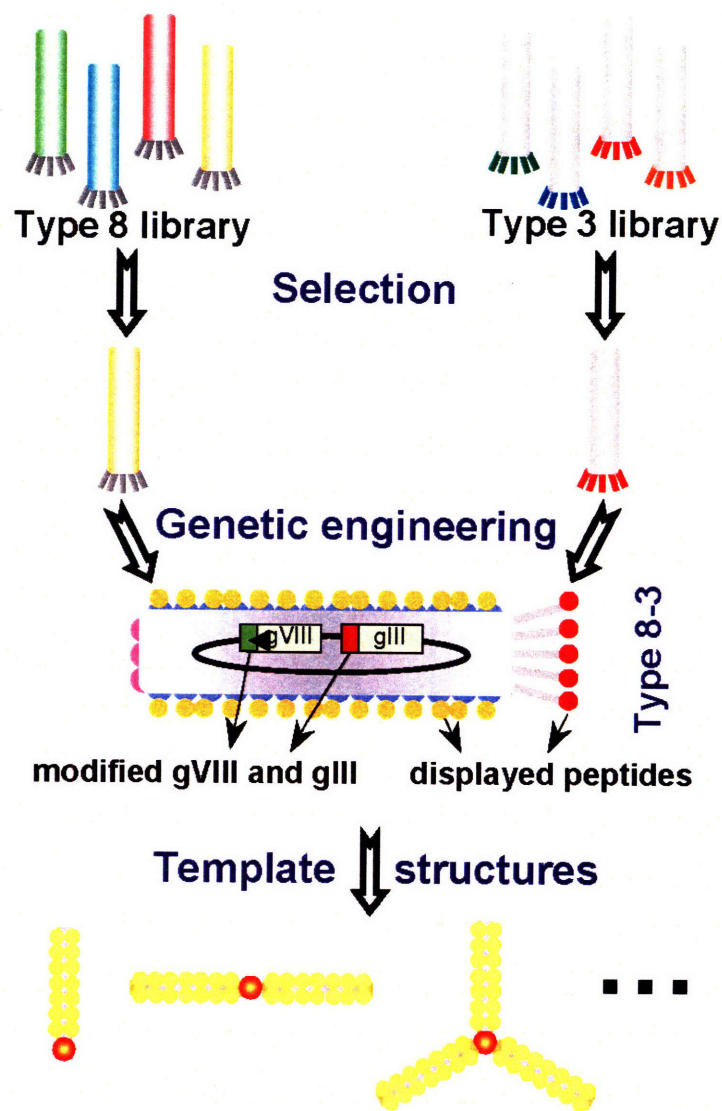 Type 8 library
Type 3 library
Selection
Genetic engineering
gVIII
gIII
Type 8-3
modified gVIII and gIII
displayed peptides
Template structures